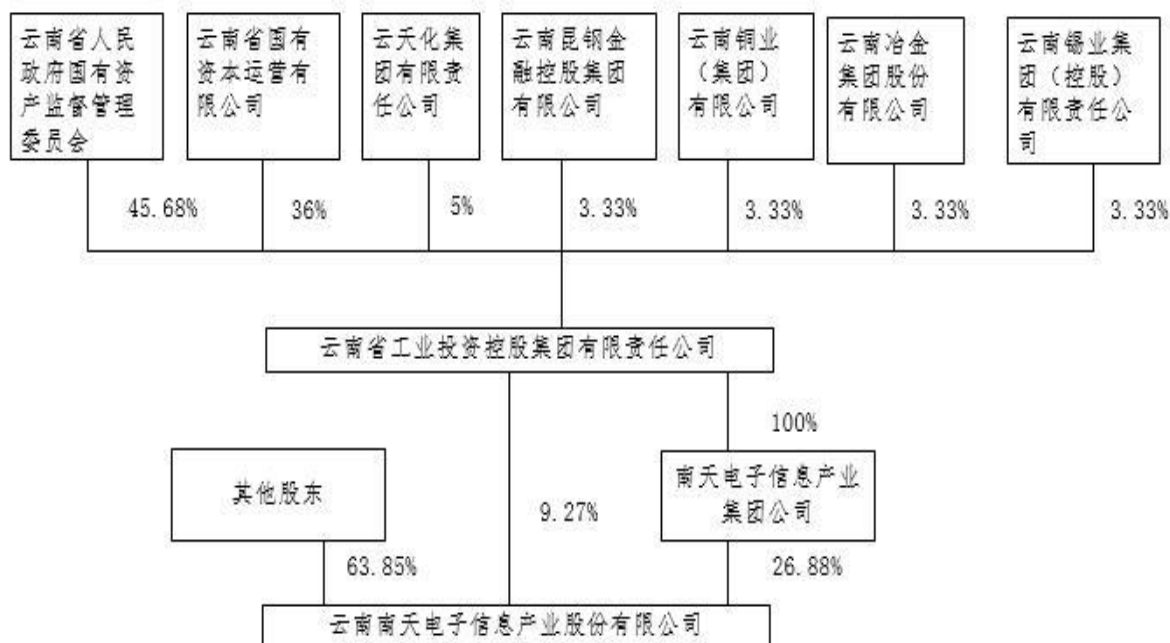 云南省人民
政府国有资
产监督管理
委员会
云南省国有
资本运营有
限公司
云天化集
团有限责
任公司
云南昆钢金
融控股集团
有限公司
云南铜业
（集团）
有限公司
云南冶金
集团股份
有限公司
云南锡业集
团（控股）有
限责任公
司
45.68%
36%
5%
3.33%
3.33%
3.33%
3.33%
云南省工业投资控股集团有限责任公司
100%
其他股东
南天电子信息产业
集团公司
9.27%
63.85%
26.88%
云南南天电子信息产业股份有限公司